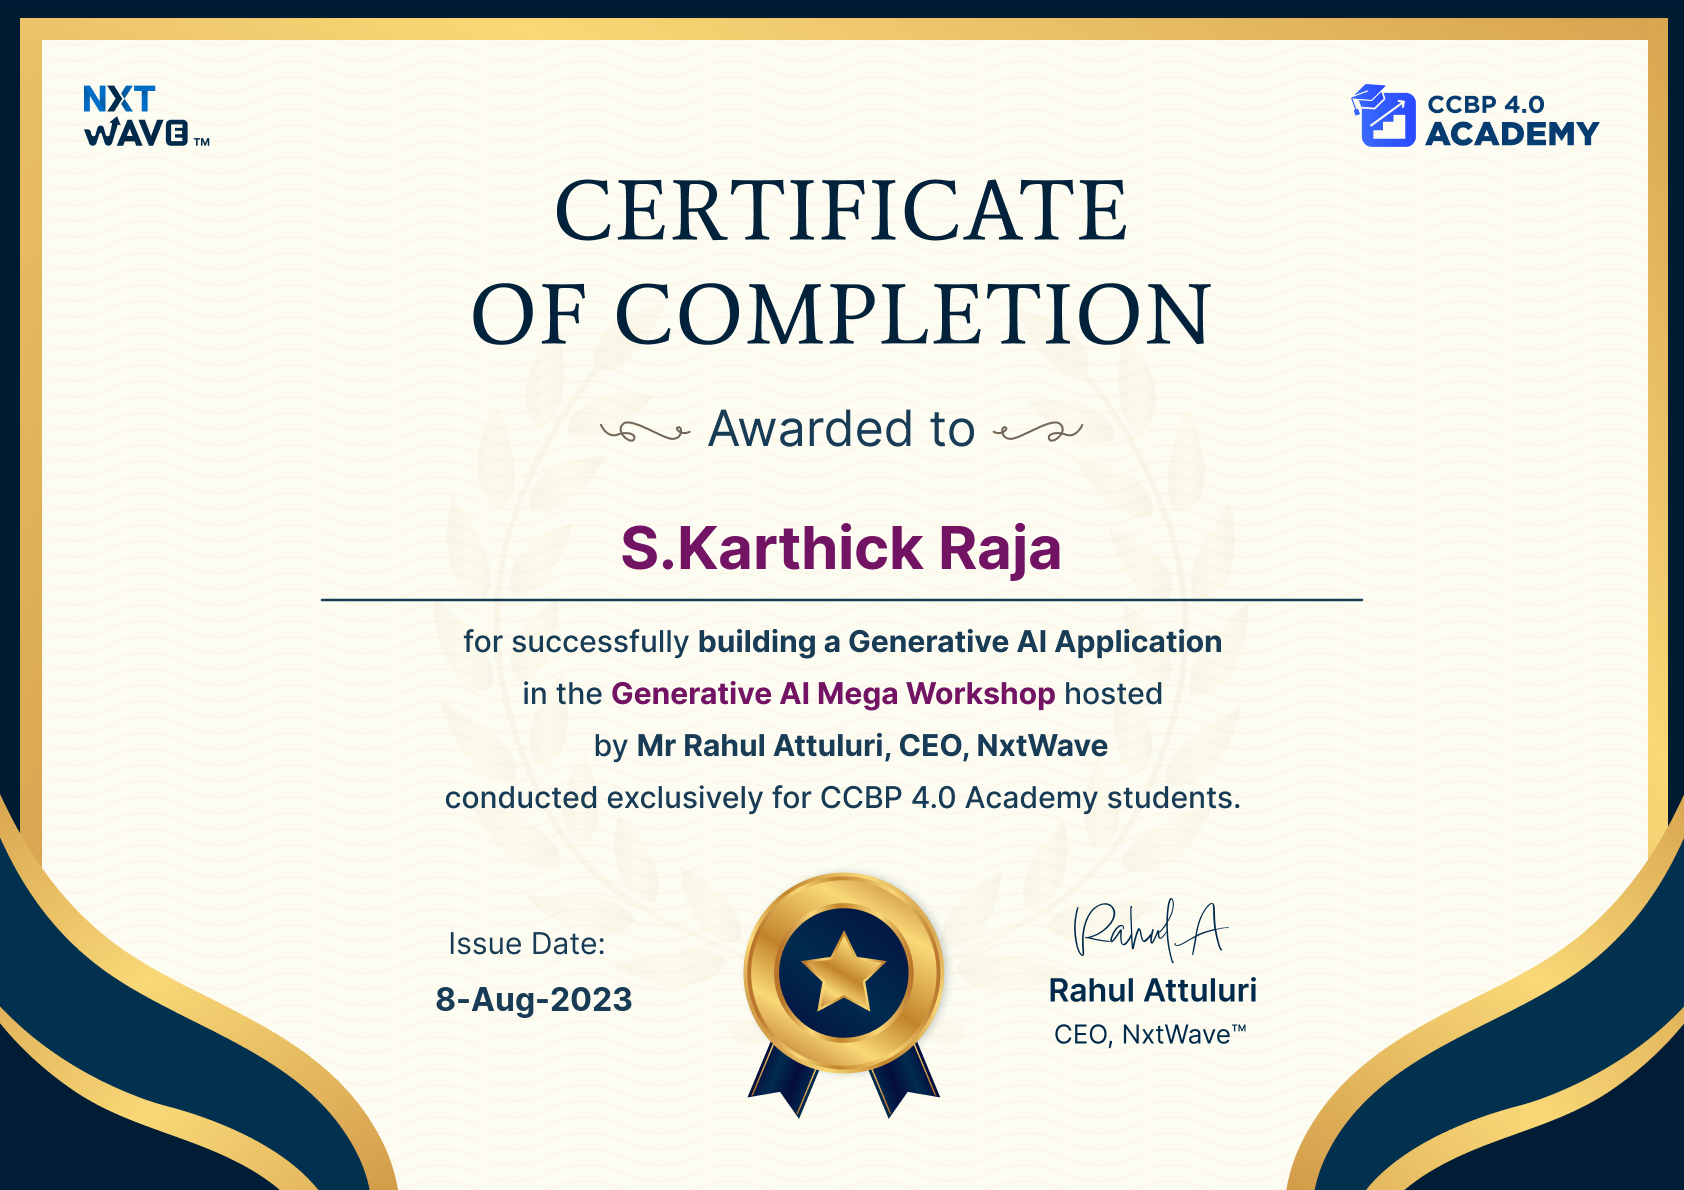 NXT
WAVE™
CCBP 4.0
ACADEMY
CERTIFICATE
OF COMPLETION
Awarded to
S.Karthick Raja
for successfully building a Generative AI Application
in the Generative AI Mega Workshop hosted
by Mr Rahul Attuluri, CEO, NxtWave
conducted exclusively for CCBP 4.0 Academy students.
Issue Date:
8-Aug-2023
Rahul A
Rahul Attuluri
CEO, NxtWave™